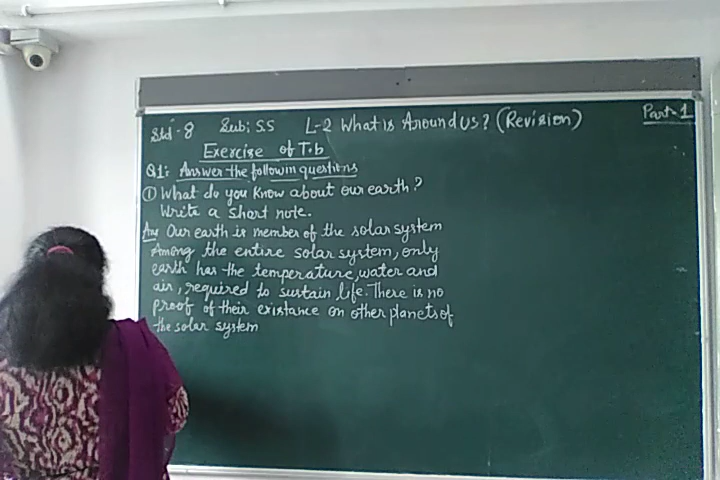 Std-8 Sub: S.S L-2 What is Around us? (Revision) Part-1
Exercise of T.b
Q1: Answer the followin questions
① What do you know about our earth?
Write a short note.
Ans Our earth is member of the solar system
Among the entire solar system, only
earth has the temperature, water and
air, required to sustain life. There is no
proof of their existance on other planets of
the solar system